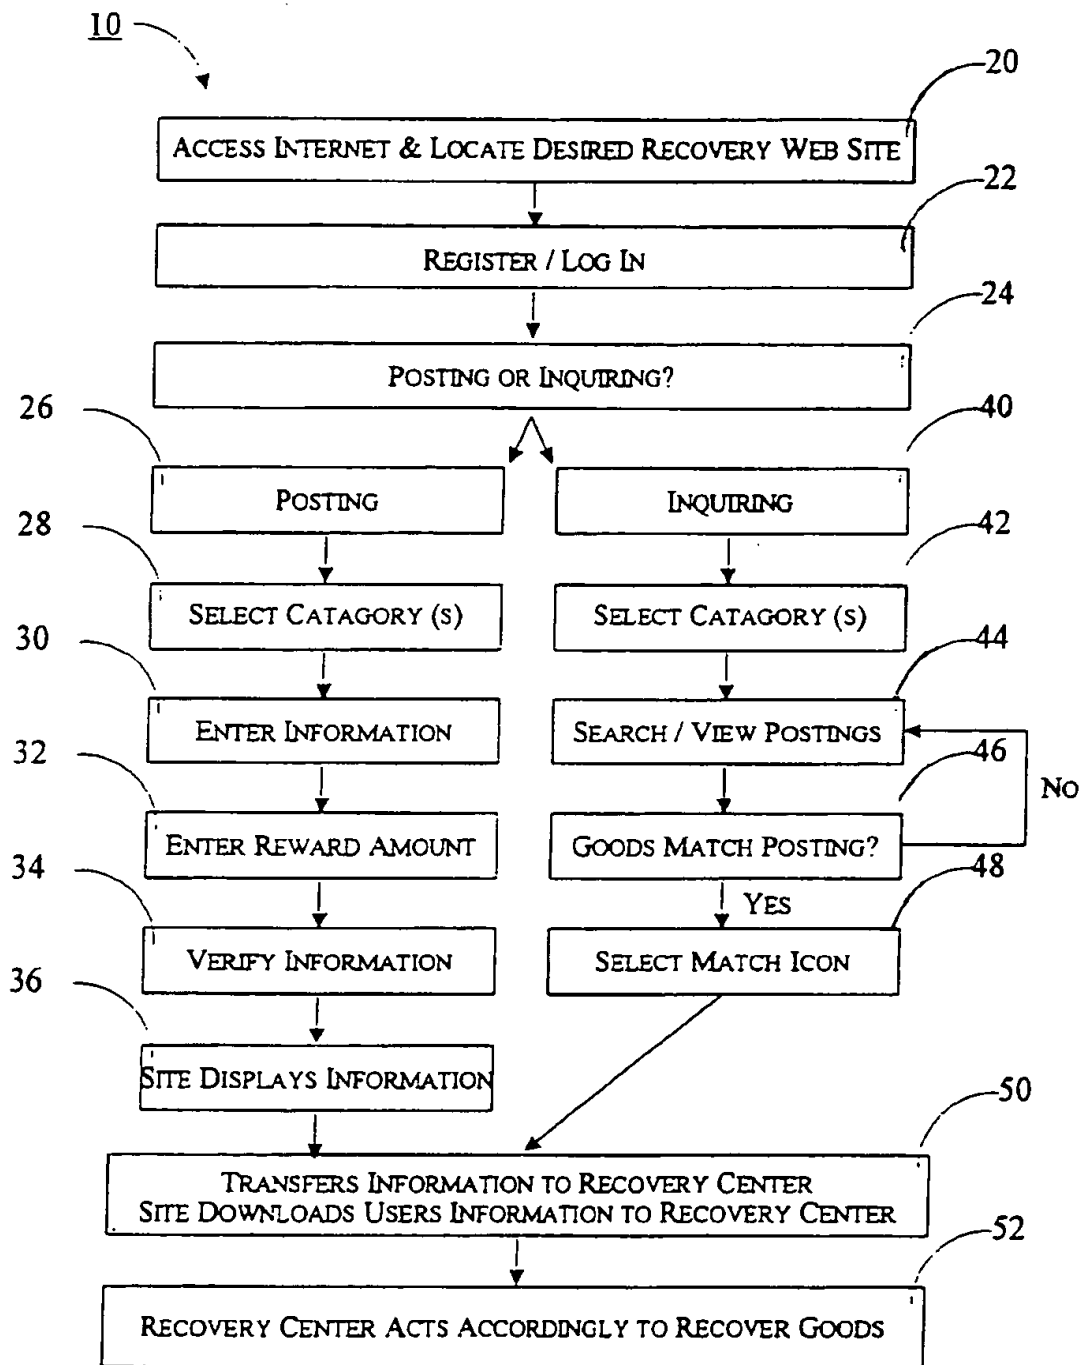 10
20
ACCESS INTERNET & LOCATE DESIRED RECOVERY WEB SITE
22
REGISTER / LOG IN
24
POSTING OR INQUIRING?
26
40
POSTING
INQUIRING
28
42
SELECT CATAGORY (S)
SELECT CATAGORY (S)
30
44
ENTER INFORMATION
SEARCH / VIEW POSTINGS
32
46
NO
ENTER REWARD AMOUNT
GOODS MATCH POSTING?
34
48
YES
VERIFY INFORMATION
SELECT MATCH ICON
36
SITE DISPLAYS INFORMATION
50
TRANSFERS INFORMATION TO RECOVERY CENTER
SITE DOWNLOADS USERS INFORMATION TO RECOVERY CENTER
52
RECOVERY CENTER ACTS ACCORDINGLY TO RECOVER GOODS